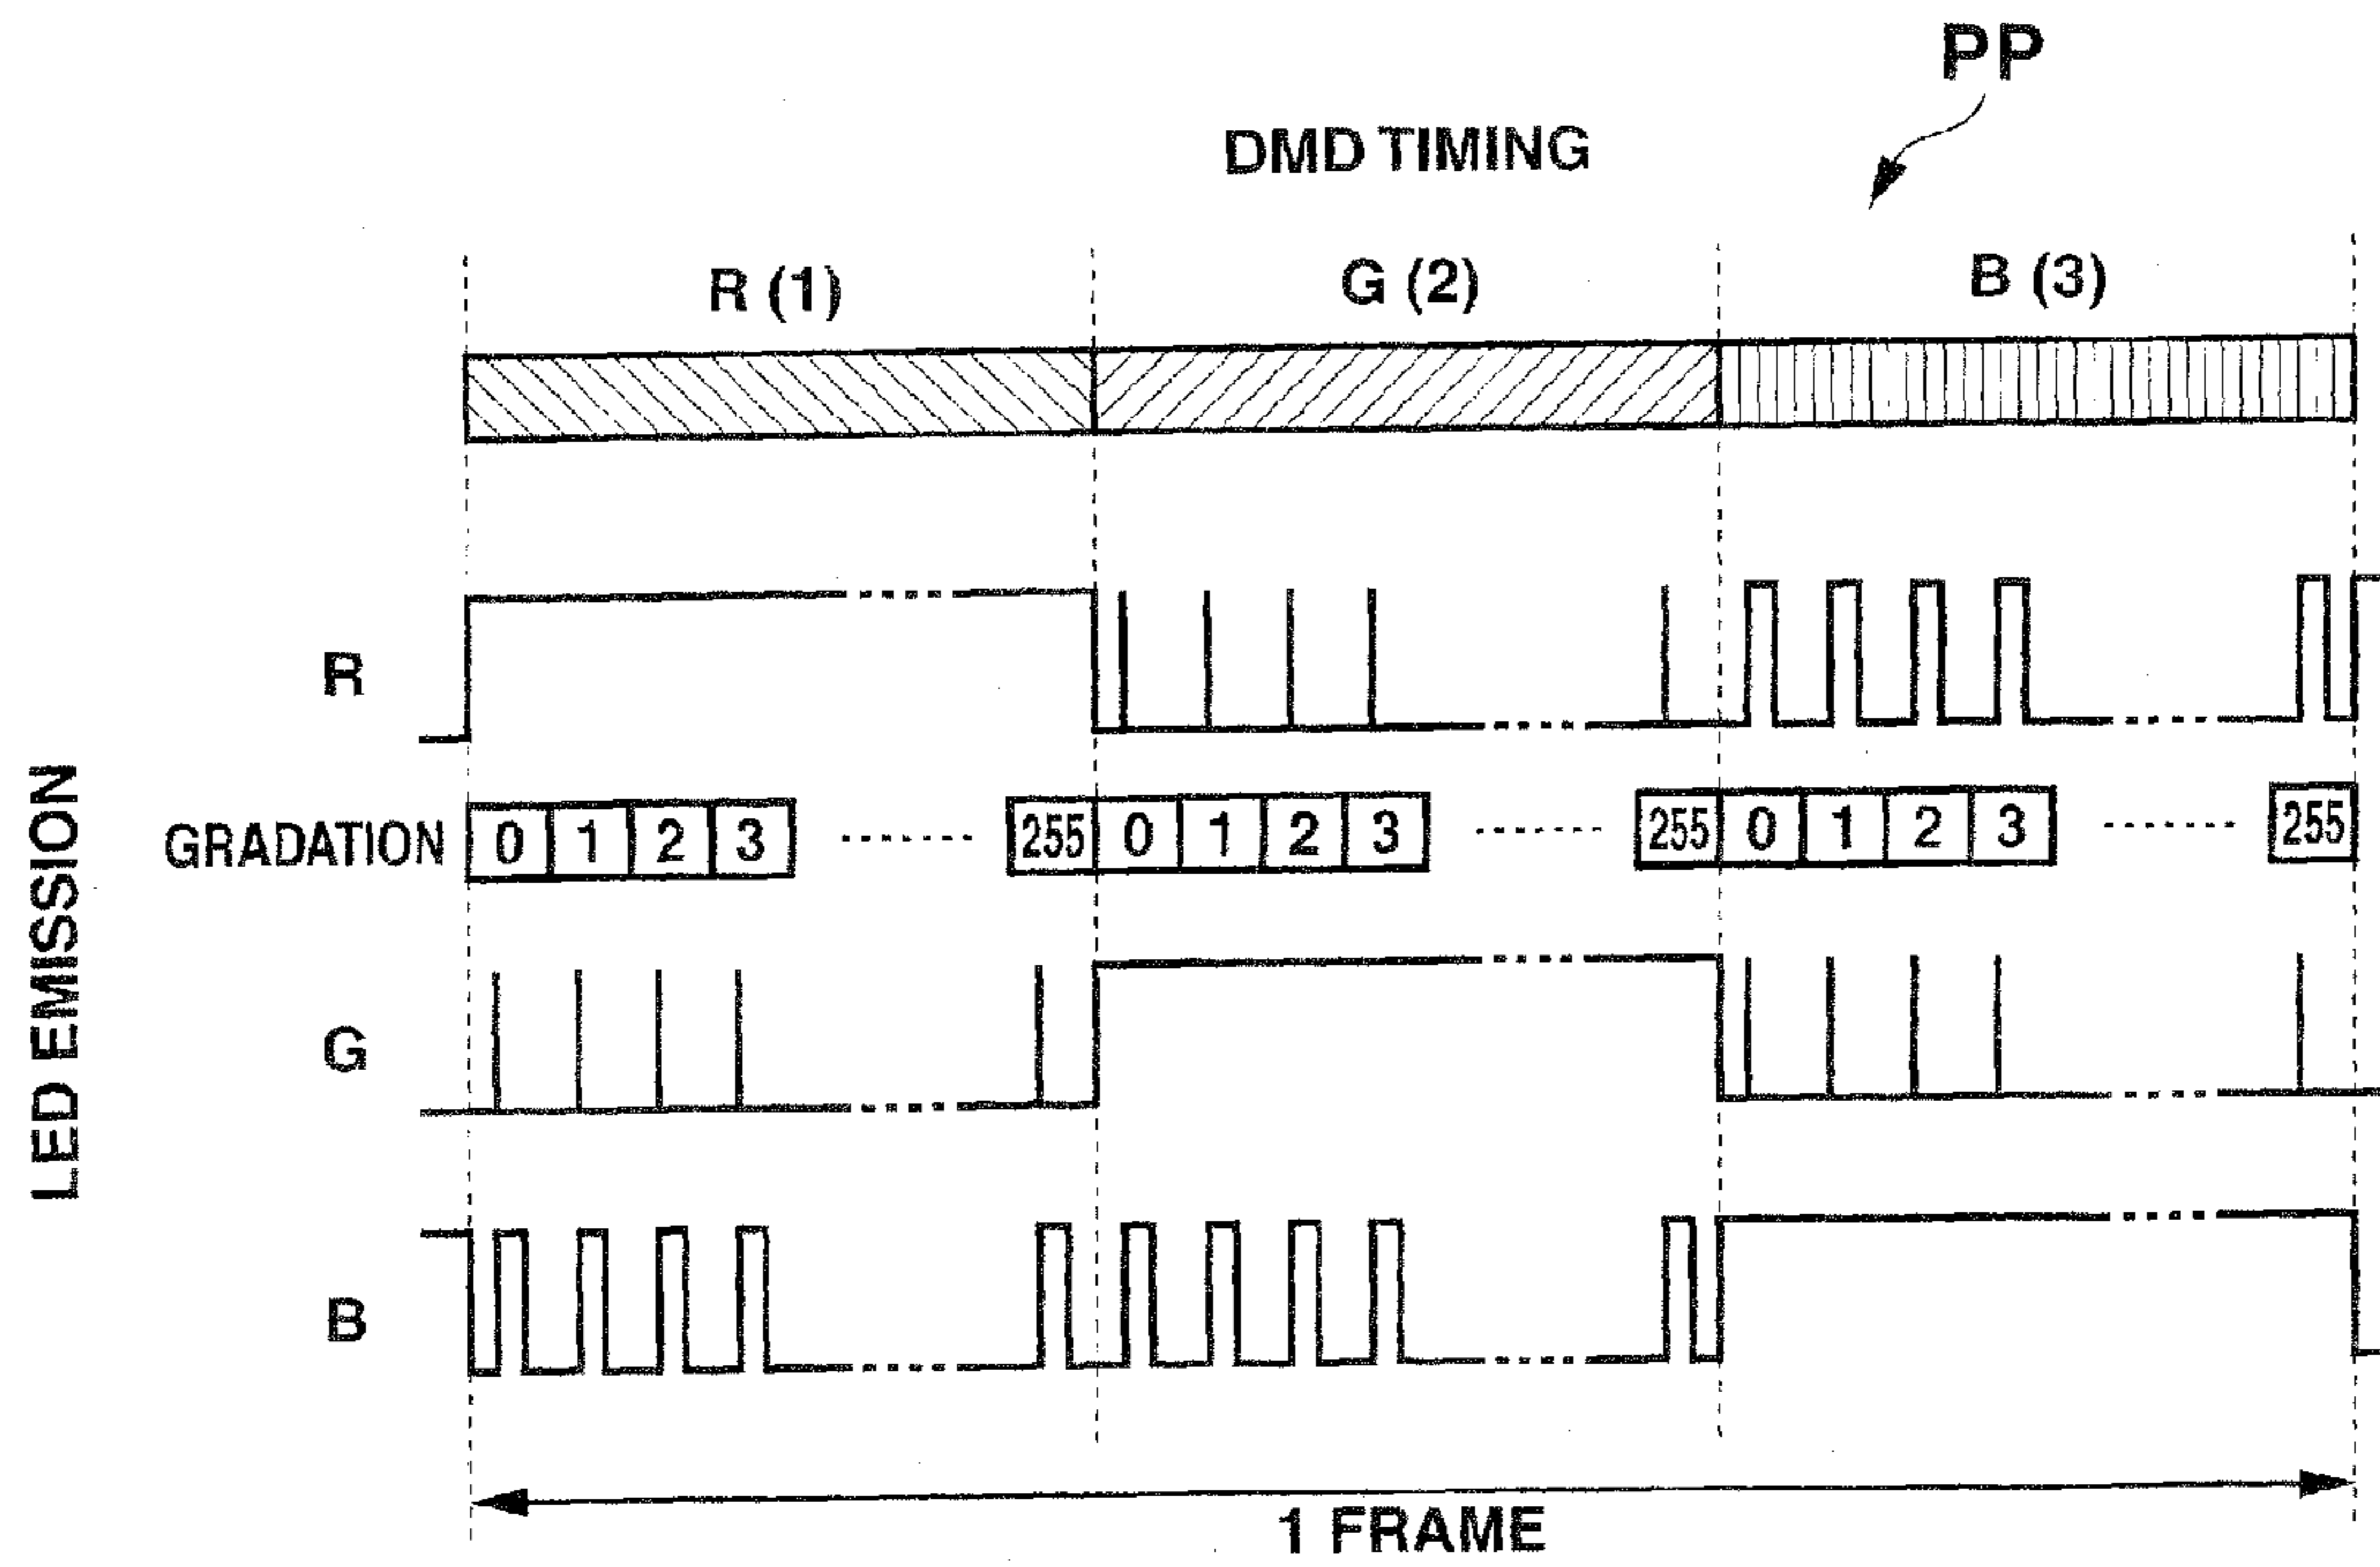 PP
DMD TIMING
R (1) G (2) B (3)
LED EMISSION
R
GRADATION 0 1 2 3 255 0 1 2 3 255 0 1 2 3 255
G
B
1 FRAME